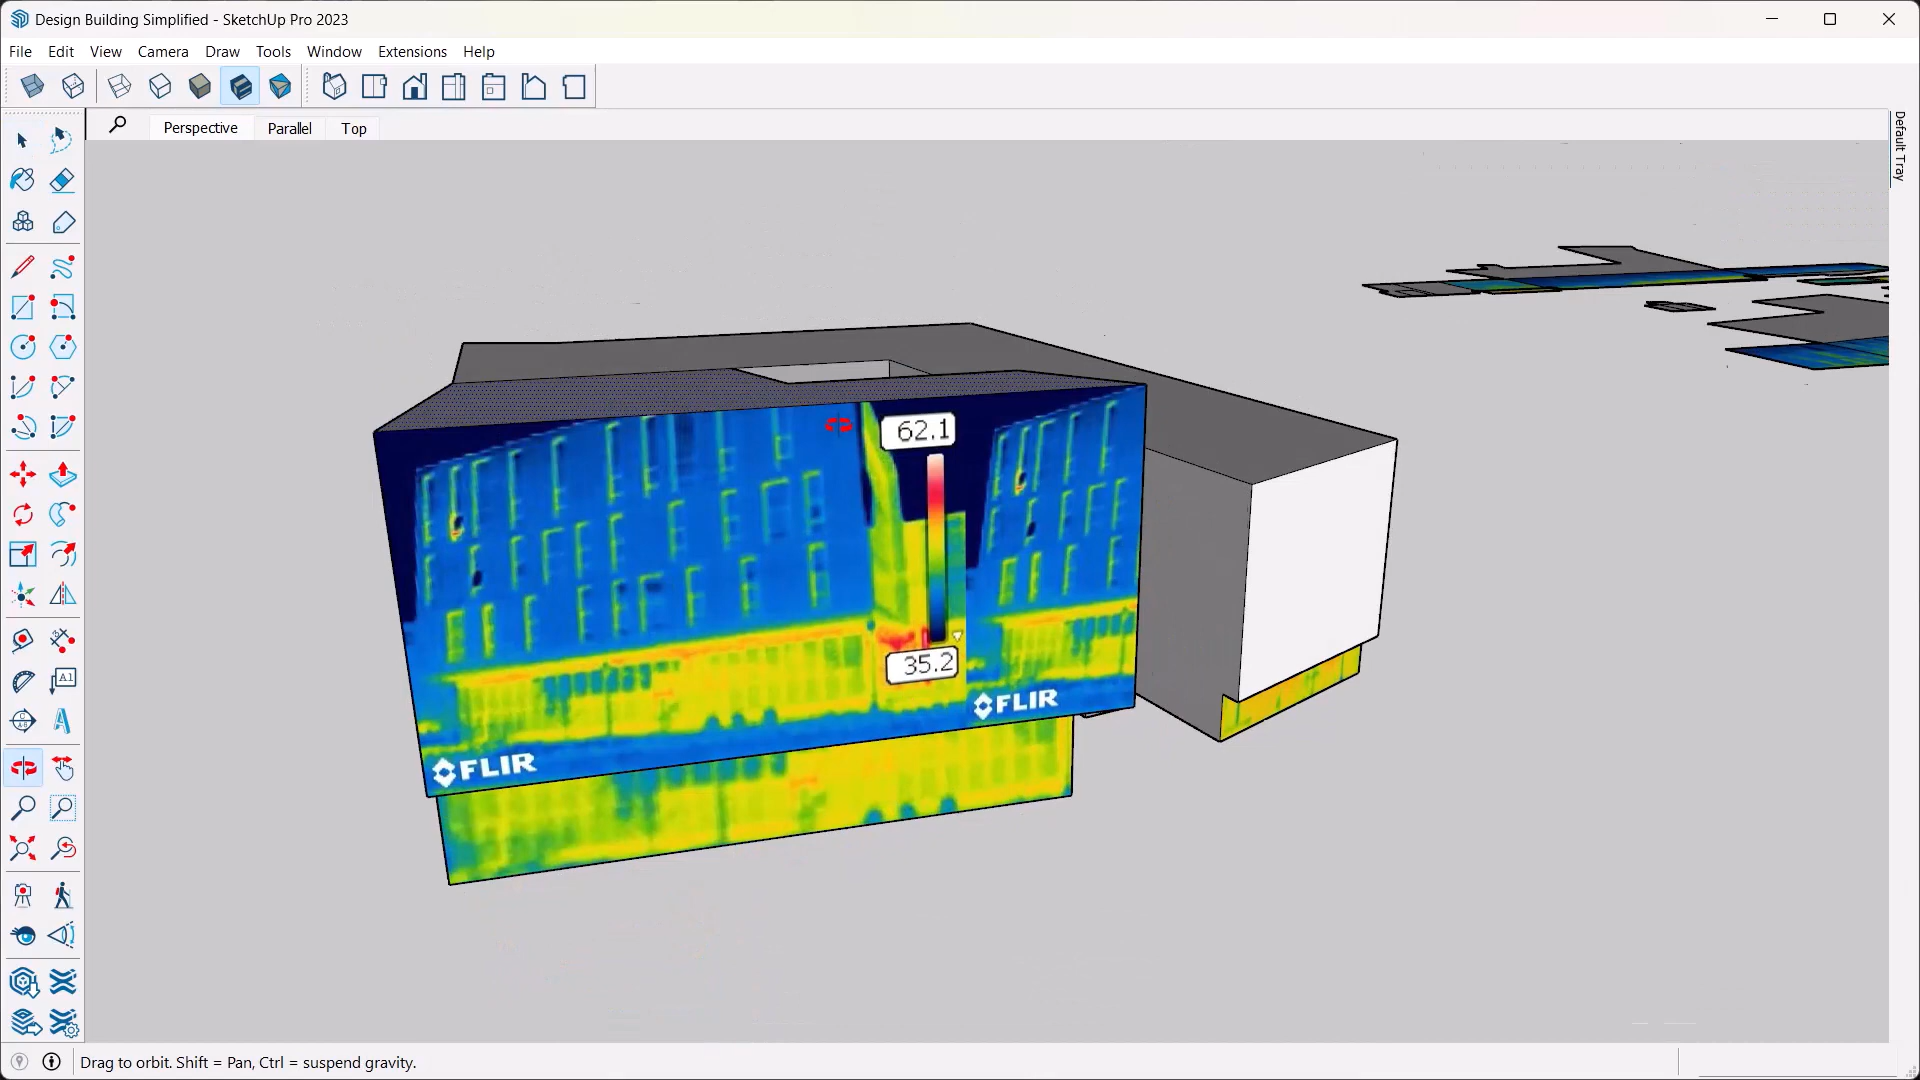 Design Building Simplified - SketchUp Pro 2023
File Edit View Camera Draw Tools Window Extensions Help
Perspective Parallel Top
Default Tray
62.1
35.2
FLIR
FLIR
A1
Drag to orbit. Shift = Pan, Ctrl = suspend gravity.